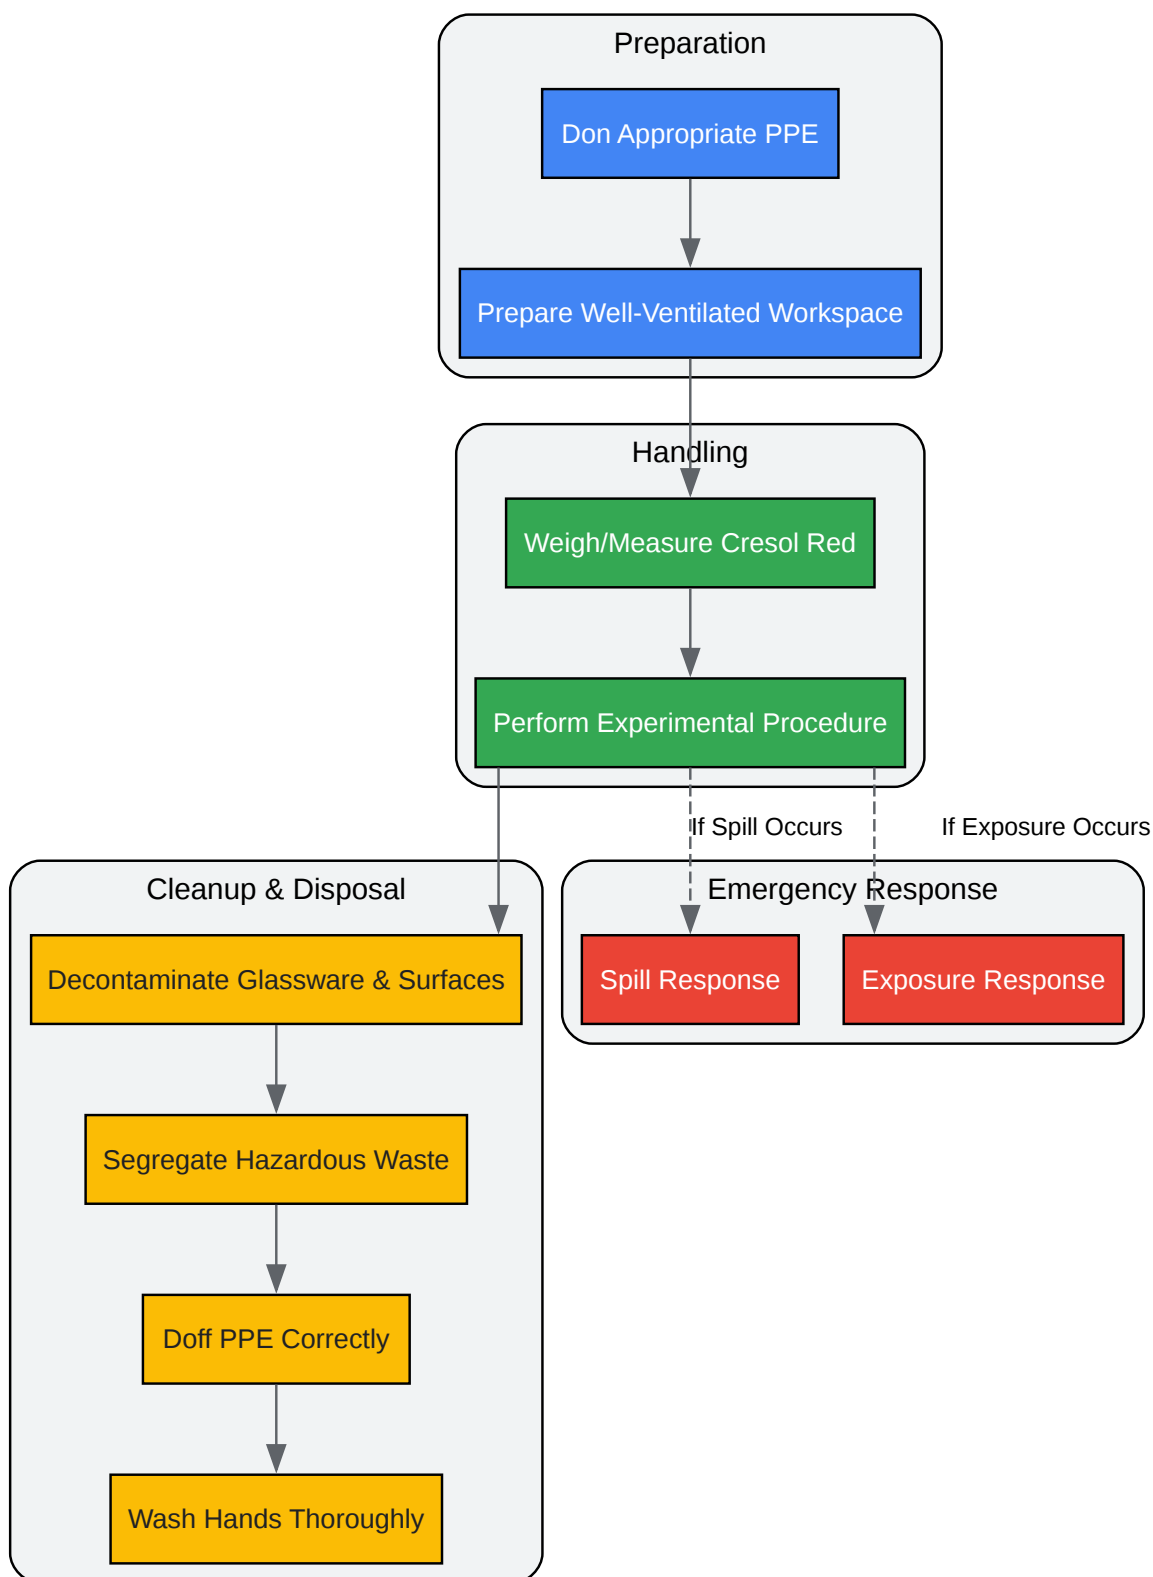 Preparation
Don Appropriate PPE
Prepare Well-Ventilated Workspace
Handling
Weigh/Measure Cresol Red
Perform Experimental Procedure
If Spill Occurs
If Exposure Occurs
Cleanup & Disposal
Emergency Response
Decontaminate Glassware & Surfaces
Spill Response
Exposure Response
Segregate Hazardous Waste
Doff PPE Correctly
Wash Hands Thoroughly